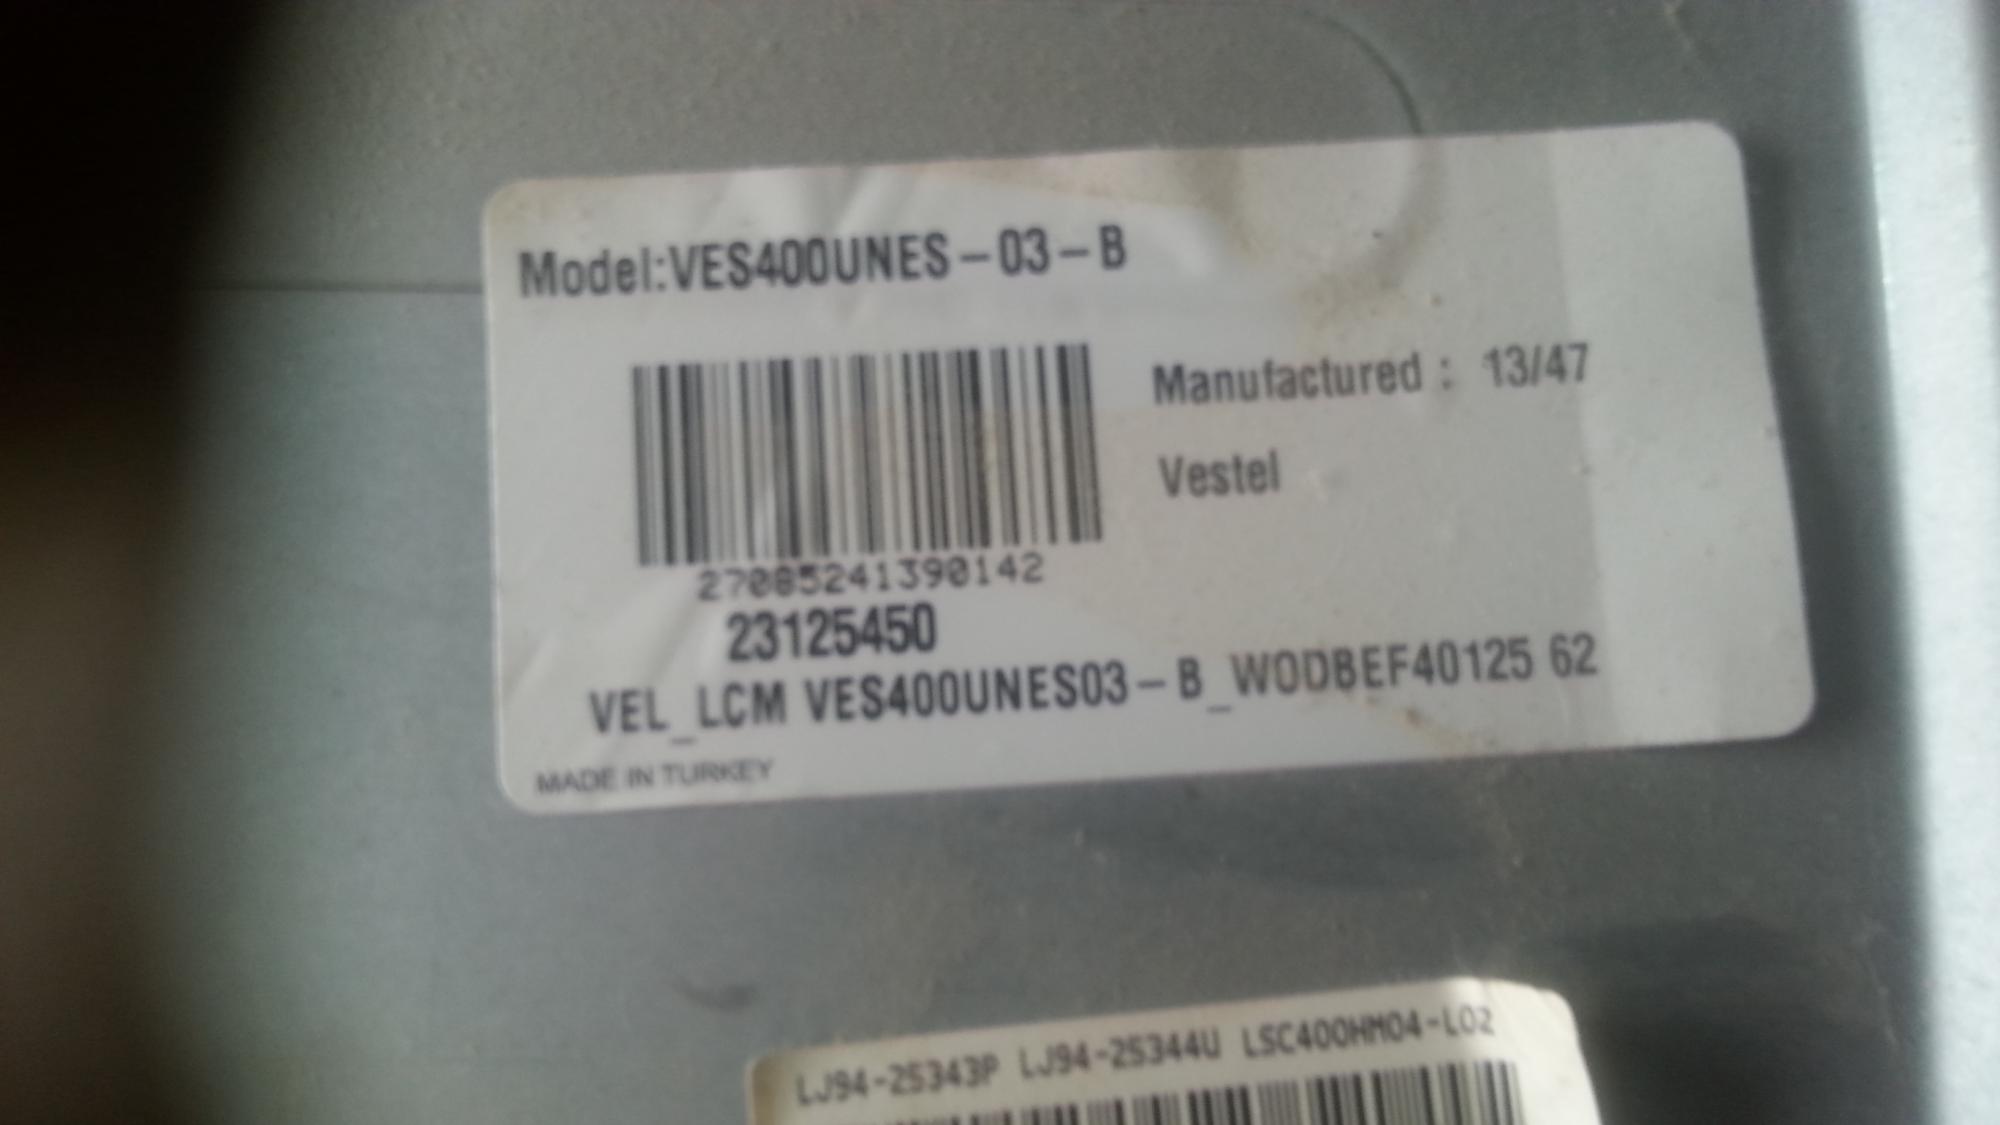 Model:VES400UNES-03-B
Manufactured : 13/47
Vestel
27085241390142
23125450
VEL_LCM VES400UNES03-B_WODBEF40125 62
MADE IN TURKEY
LJ94-25343P LJ94-25344U LSC400HM04-L02